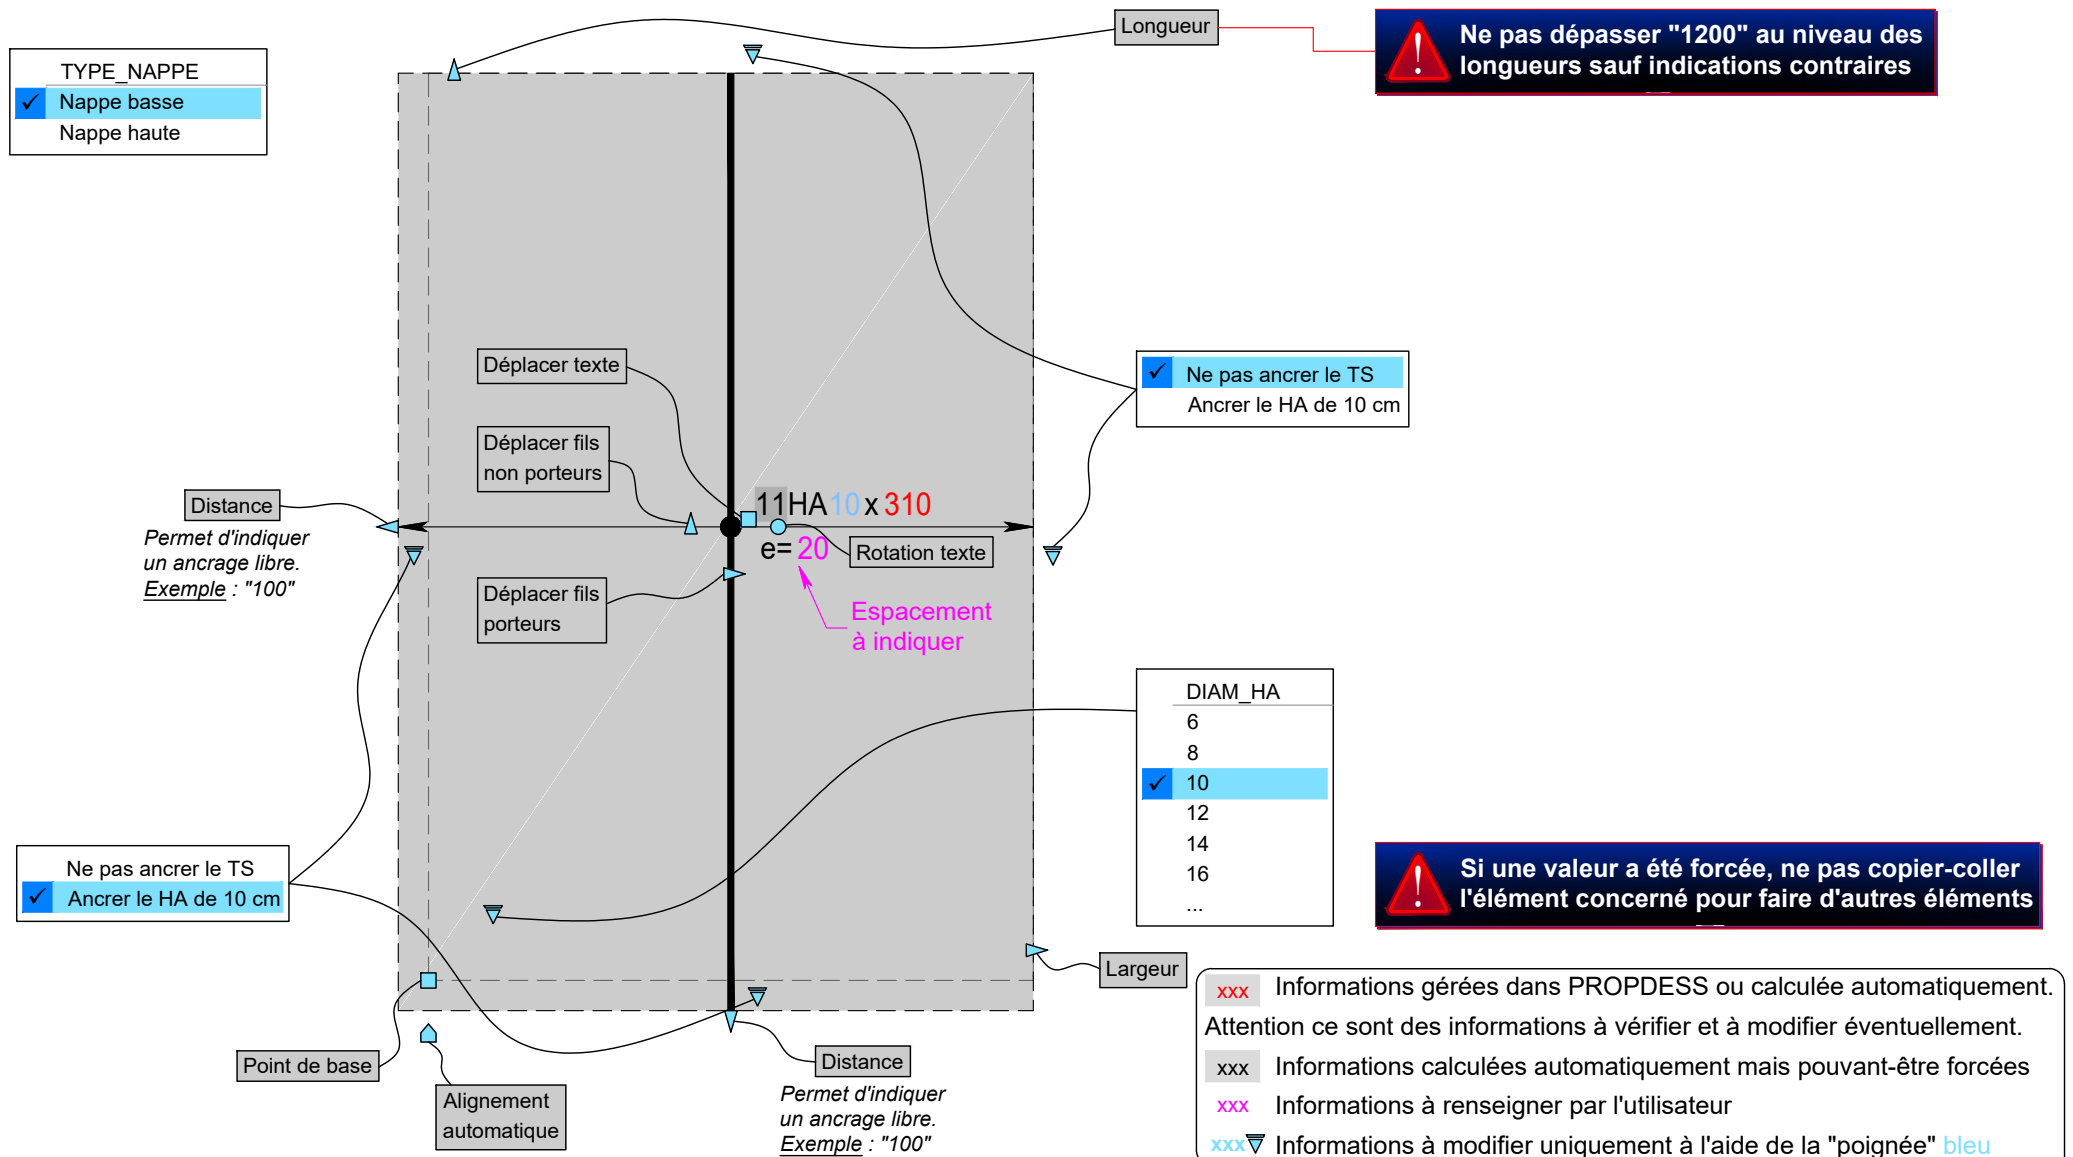 Longueur
Ne pas dépasser "1200" au niveau des
longueurs sauf indications contraires
TYPE_NAPPE
Nappe basse
Nappe haute
Déplacer texte
Ne pas ancrer le TS
Ancrer le HA de 10 cm
Déplacer fils
non porteurs
Distance
Permet d'indiquer
un ancrage libre.
Exemple : "100"
11HA10 x 310
e= 20
Rotation texte
Déplacer fils
porteurs
Espacement
à indiquer
DIAM_HA
6
8
10
12
14
16
...
Ne pas ancrer le TS
Ancrer le HA de 10 cm
Si une valeur a été forcée, ne pas copier-coller
l'élément concerné pour faire d'autres éléments
Largeur
Point de base
Alignement
automatique
Distance
Permet d'indiquer
un ancrage libre.
Exemple : "100"
xxx Informations gérées dans PROPDESS ou calculée automatiquement.
Attention ce sont des informations à vérifier et à modifier éventuellement.
xxx Informations calculées automatiquement mais pouvant-être forcées
xxx Informations à renseigner par l'utilisateur
xxx Informations à modifier uniquement à l'aide de la "poignée" bleu